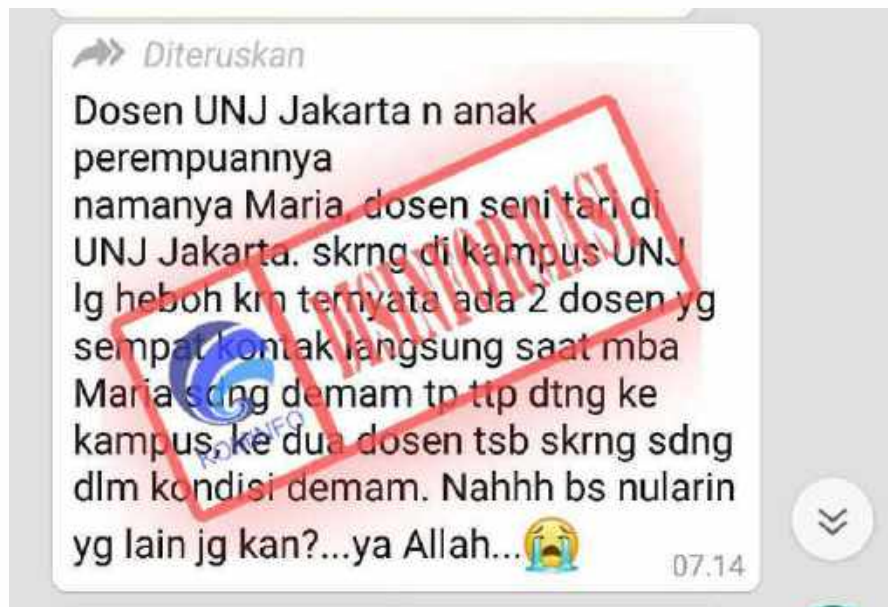 Diteruskan
Dosen UNJ Jakarta n anak
perempuannya
namanya Maria, dosen seni tari di
UNJ Jakarta. skrng di kampus UNJ
lg heboh krn ternyata ada 2 dosen yg
sempat kontak langsung saat mba
Maria sdng demam tp ttp dtng ke
kampus, ke dua dosen tsb skrng sdng
dlm kondisi demam. Nahhh bs nularin
yg lain jg kan?...ya Allah...😭
07.14
DISINFORMASI
KOMINFO